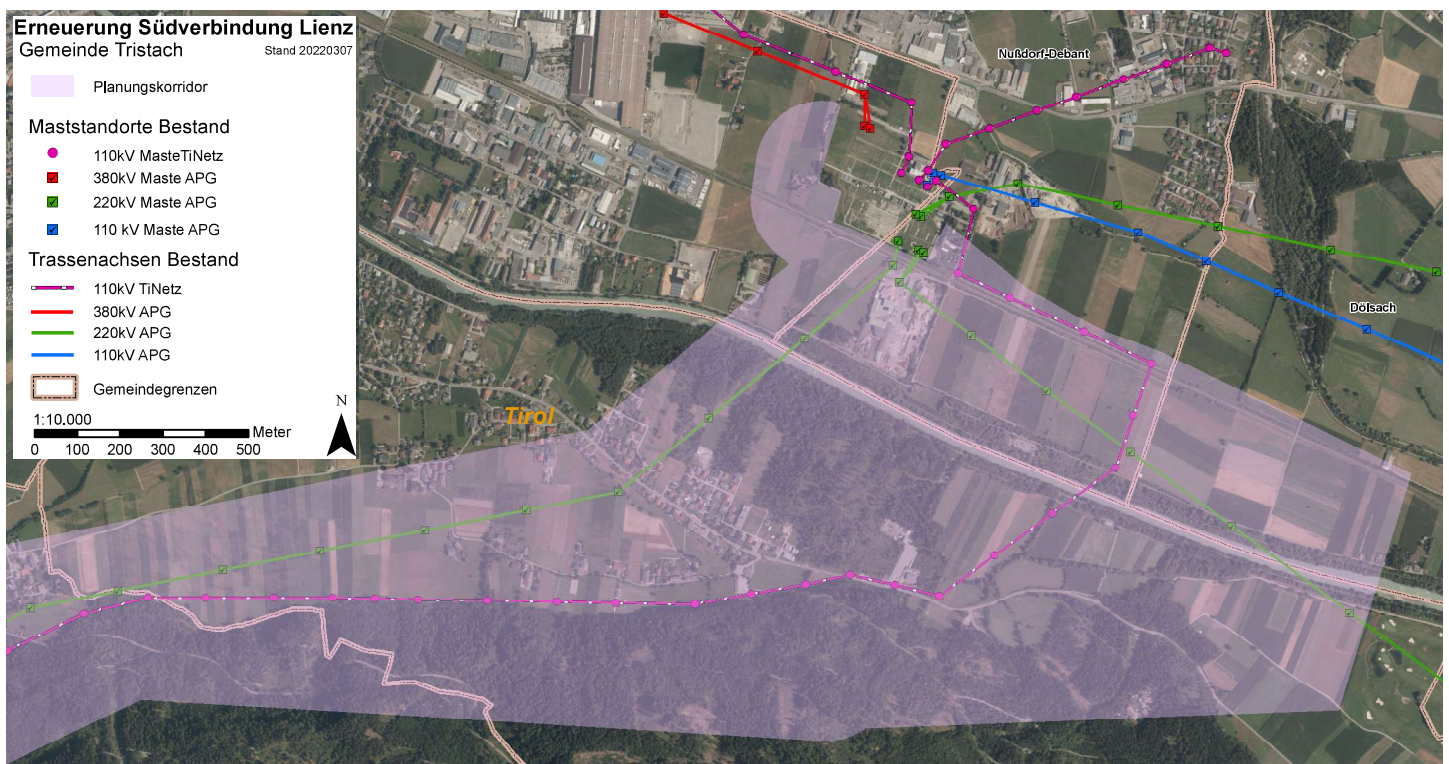 Erneuerung Südverbindung Lienz
Gemeinde Tristach
Stand 20220307
Planungskorridor
Maststandorte Bestand
110kV MasteTiNetz
380kV Maste APG
220kV Maste APG
110 kV Maste APG
Trassenachsen Bestand
110kV TiNetz
380kV APG
220kV APG
110kV APG
Gemeindegrenzen
N
1:10.000
Meter
0 100 200 300 400 500
Nußdorf-Debant
Dölsach
Tirol